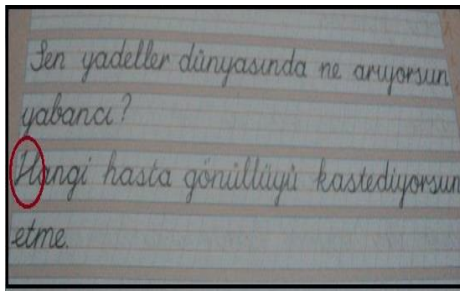 Sen yadeller dünyasında ne arıyorsun
yabancı?
Hangi hasta gönüllüyü kastediyorsun
etme.